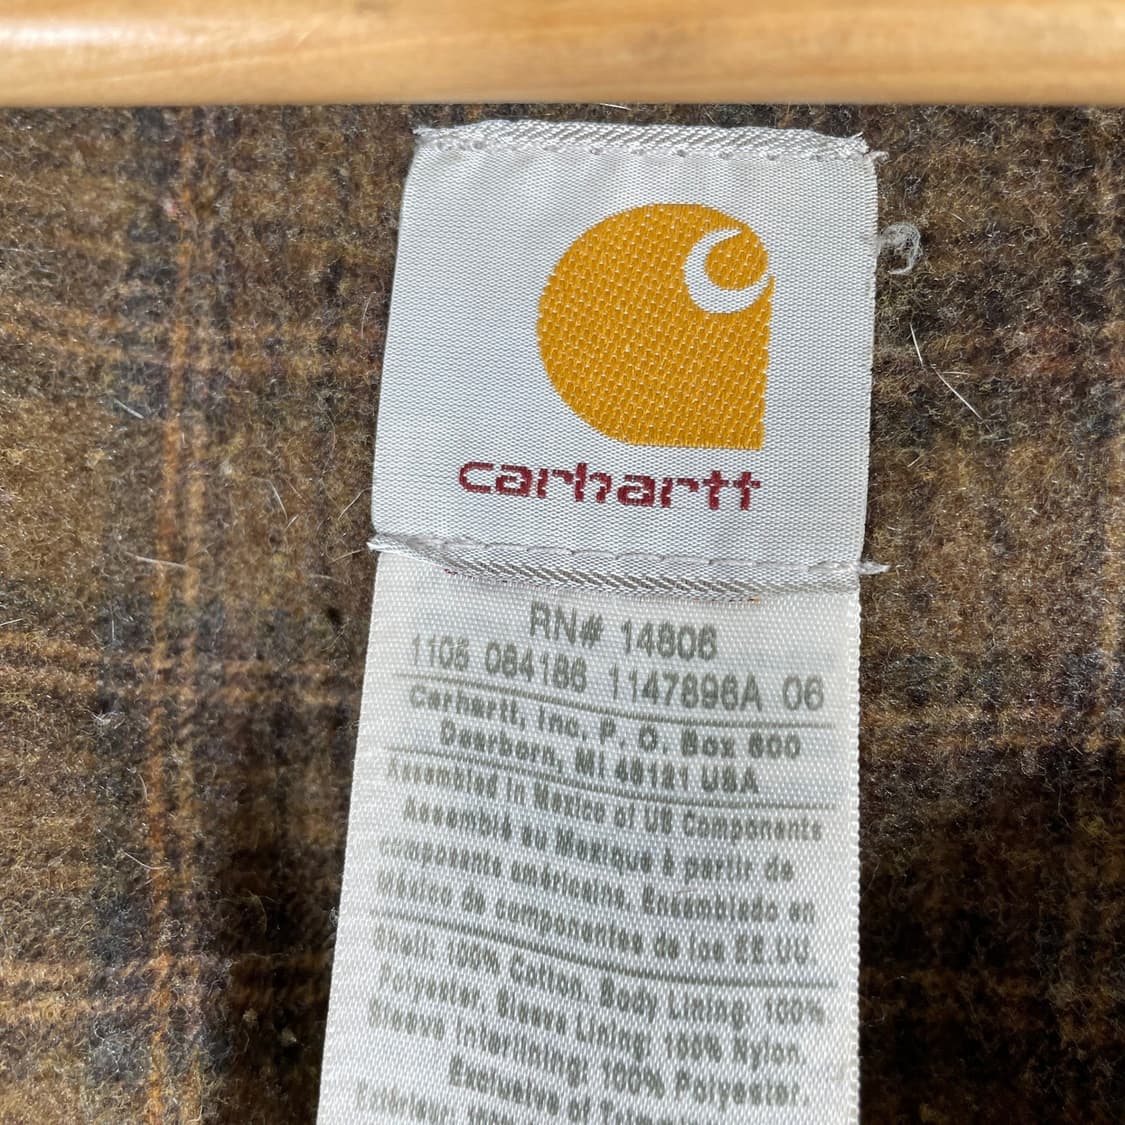 carhartt
RN# 14806
1106 084186 1147896A 06
Carhartt, Inc. P. O. Box 600
Dearborn, MI 48121 USA
Assembled in Mexico of US Components
Assemblé au Mexique à partir de
composants américains, Ensamblado en
México de componentes de los EE.UU.
Shell: 100% Cotton, Body Lining: 100%
Polyester, Sleeve Lining: 100% Nylon,
Sleeve Interlining: 100% Polyester.
Exclusive of
Extérieur: